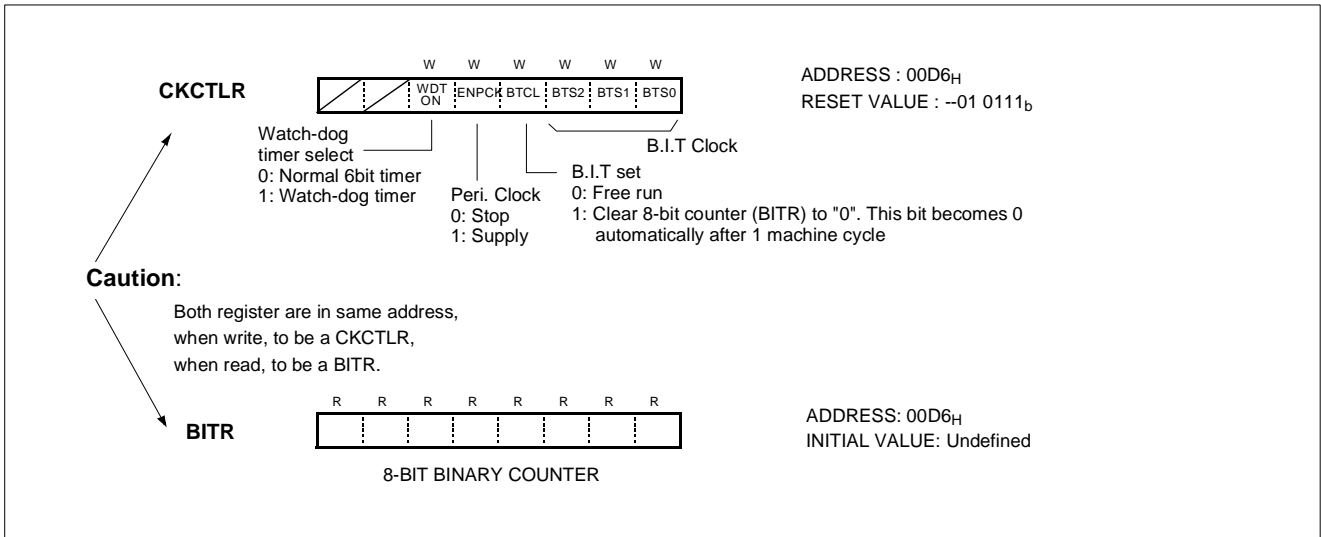 W W W W W W
CKCTLR
WDT ON ENPCK BTCL BTS2 BTS1 BTS0
ADDRESS : 00D6H
RESET VALUE : --01 0111b
Watch-dog
timer select
0: Normal 6bit timer
1: Watch-dog timer
Peri. Clock
0: Stop
1: Supply
B.I.T Clock
B.I.T set
0: Free run
1: Clear 8-bit counter (BITR) to "0". This bit becomes 0
automatically after 1 machine cycle
Caution:
Both register are in same address,
when write, to be a CKCTLR,
when read, to be a BITR.
R R R R R R R R
BITR
ADDRESS: 00D6H
INITIAL VALUE: Undefined
8-BIT BINARY COUNTER